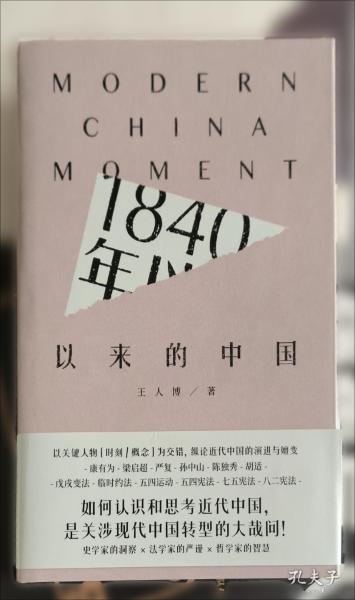 MODERN
CHINA
MOMENT
1840
年以
以来的中国
王人博/著
以关键人物[时刻/概念]为交错，纵论近代中国的演进与嬗变
-康有为-梁启超-严复-孙中山-陈独秀-胡适-
-戊戌变法-临时约法-五四运动-五四宪法-七五宪法-八二宪法-
如何认识和思考近代中国，
是关涉现代中国转型的大哉问！
史学家的洞察×法学家的严谨×哲学家的智慧
孔夫子